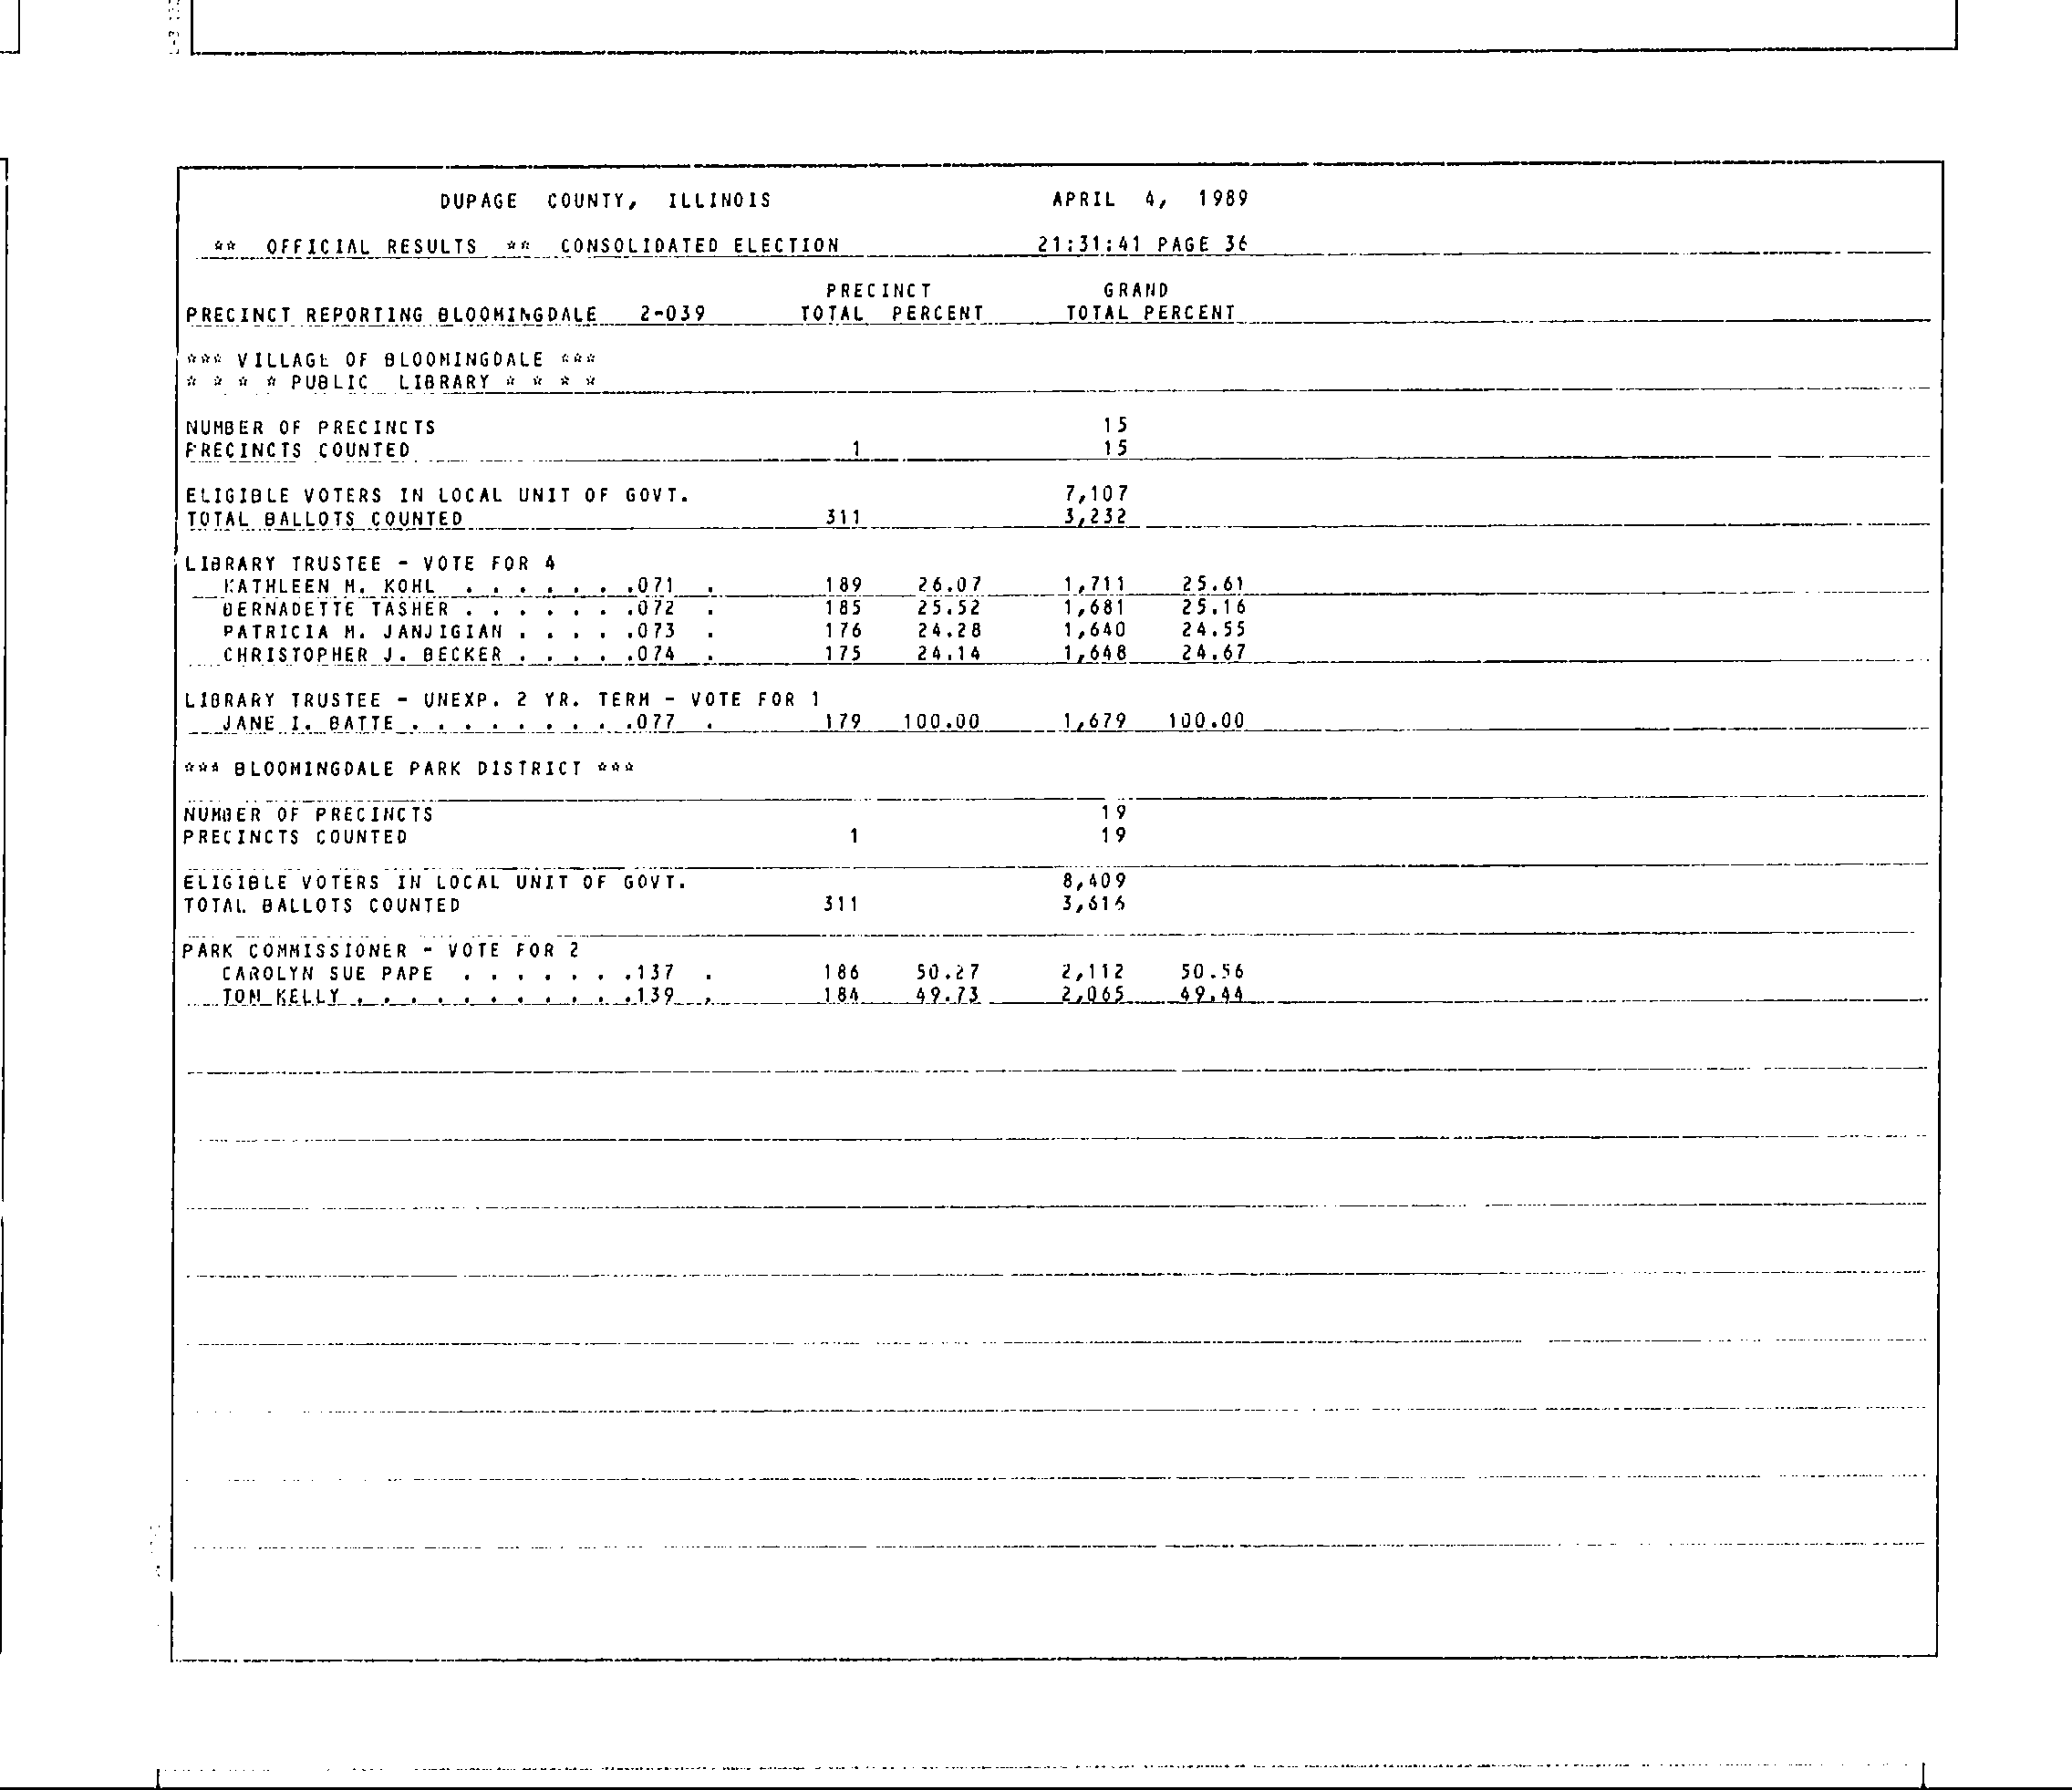 DUPAGE COUNTY, ILLINOIS APRIL 4, 1989
** OFFICIAL RESULTS ** CONSOLIDATED ELECTION 21:31:41 PAGE 36
PRECINCT GRAND
PRECINCT REPORTING BLOOMINGDALE 2-039 TOTAL PERCENT TOTAL PERCENT
*** VILLAGE OF BLOOMINGDALE ***
* * * * PUBLIC LIBRARY * * * *
NUMBER OF PRECINCTS 15
PRECINCTS COUNTED 1 15
ELIGIBLE VOTERS IN LOCAL UNIT OF GOVT. 7,107
TOTAL BALLOTS COUNTED 311 3,232
LIBRARY TRUSTEE - VOTE FOR 4
KATHLEEN M. KOHL . . . . . . .071 . 189 26.07 1,711 25.61
BERNADETTE TASHER . . . . . . .072 . 185 25.52 1,681 25.16
PATRICIA M. JANJIGIAN . . . . .073 . 176 24.28 1,640 24.55
CHRISTOPHER J. BECKER . . . . .074 . 175 24.14 1,648 24.67
LIBRARY TRUSTEE - UNEXP. 2 YR. TERM - VOTE FOR 1
JANE I. BATTE . . . . . . . . .077 . 179 100.00 1,679 100.00
*** BLOOMINGDALE PARK DISTRICT ***
NUMBER OF PRECINCTS 19
PRECINCTS COUNTED 1 19
ELIGIBLE VOTERS IN LOCAL UNIT OF GOVT. 8,409
TOTAL BALLOTS COUNTED 311 3,616
PARK COMMISSIONER - VOTE FOR 2
CAROLYN SUE PAPE . . . . . . .137 . 186 50.27 2,112 50.56
TOM KELLY . . . . . . . . . . .139 . 184 49.73 2,065 49.44